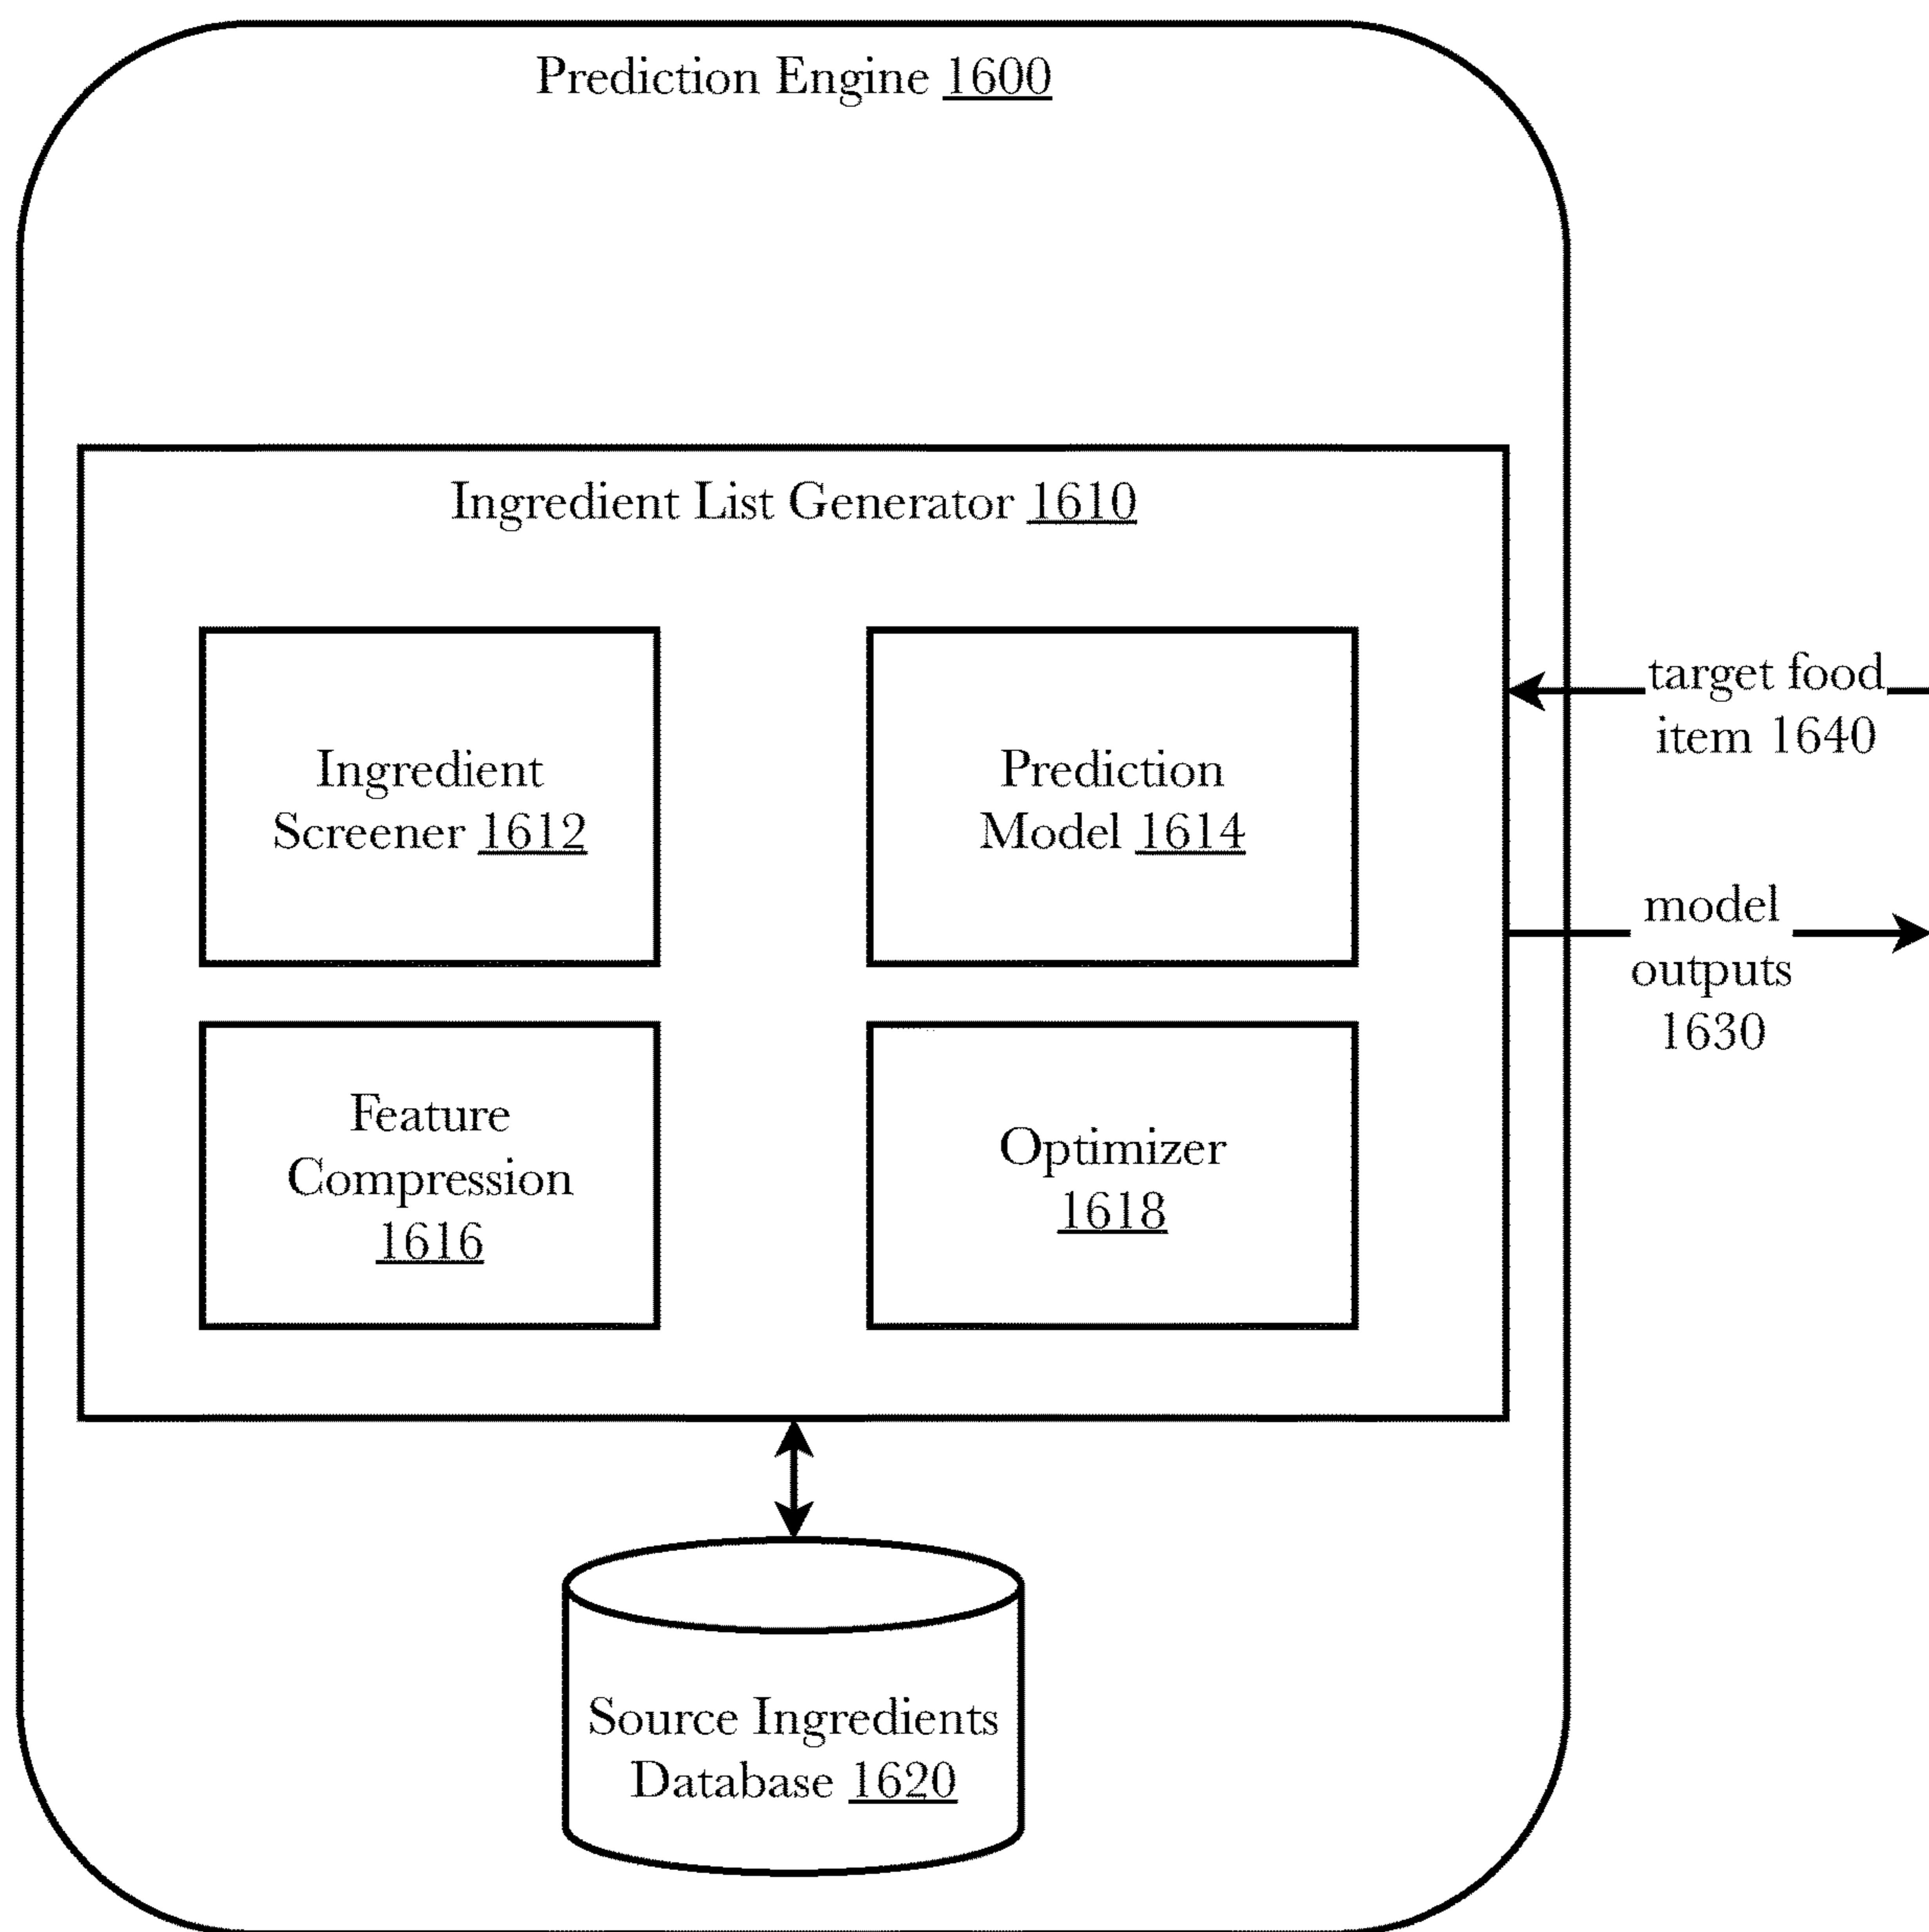 Prediction Engine 1600
Ingredient List Generator 1610
Ingredient
Screener 1612
Prediction
Model 1614
Feature
Compression
1616
Optimizer
1618
target food
item 1640
model
outputs
1630
Source Ingredients
Database 1620